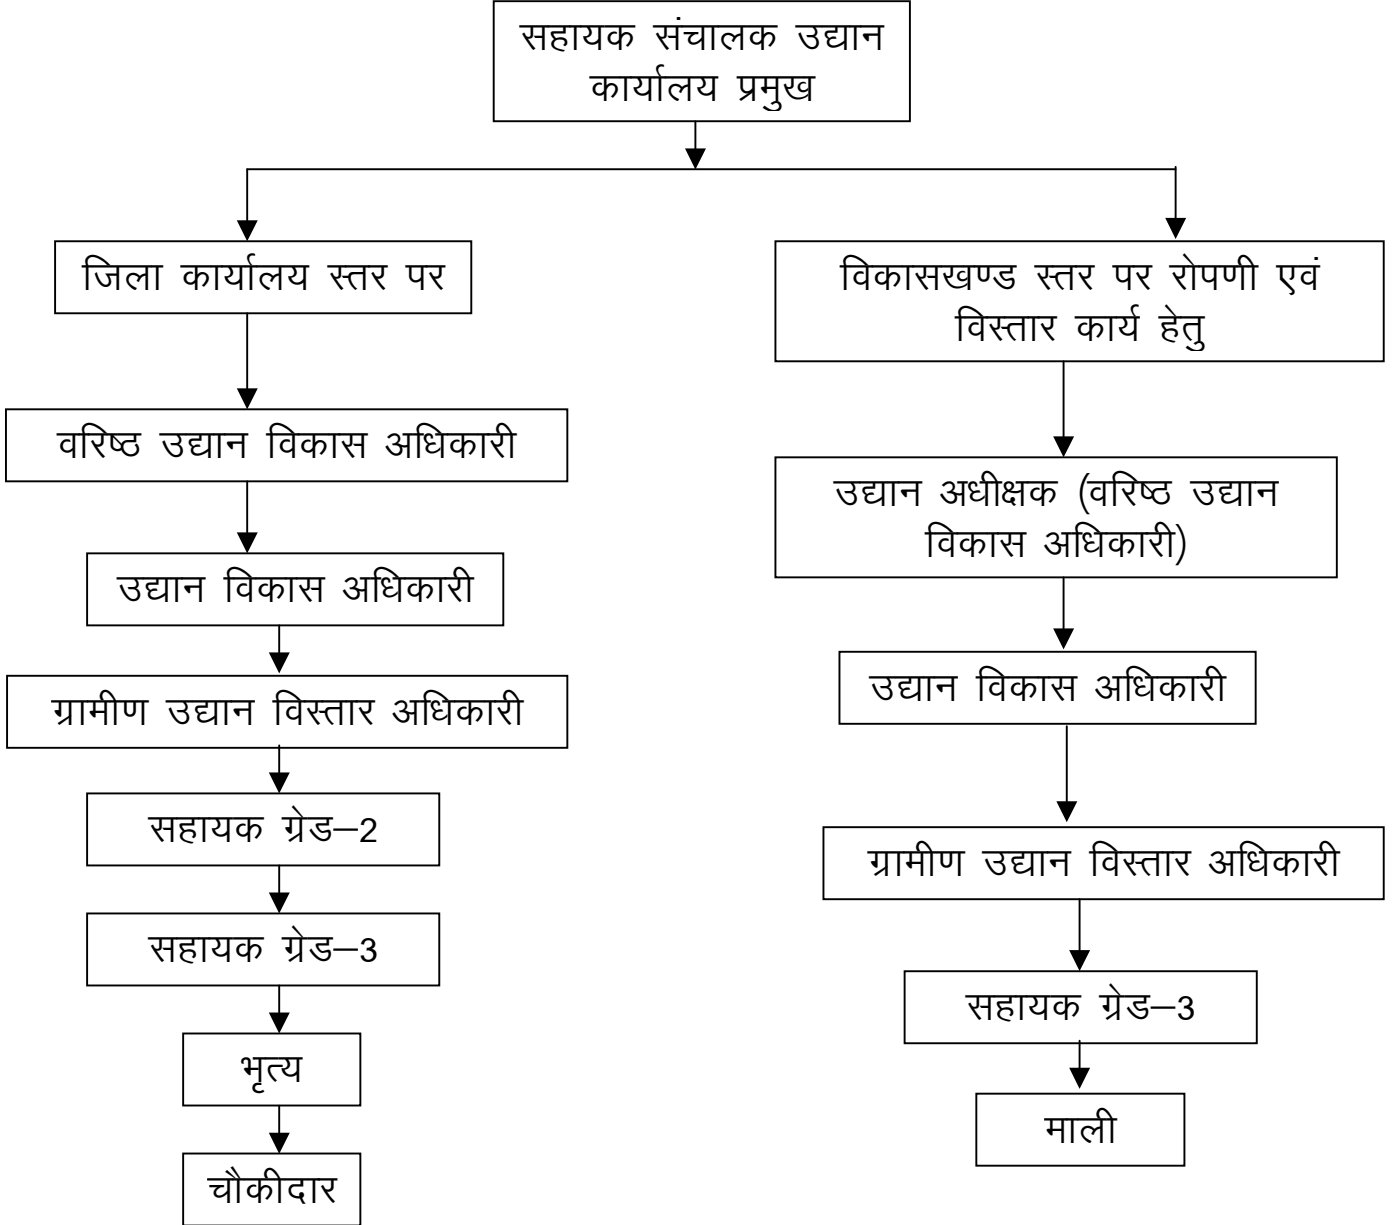 सहायक संचालक उद्यान
कार्यालय प्रमुख
जिला कार्यालय स्तर पर
वरिष्ठ उद्यान विकास अधिकारी
उद्यान विकास अधिकारी
ग्रामीण उद्यान विस्तार अधिकारी
सहायक ग्रेड–2
सहायक ग्रेड–3
भृत्य
चौकीदार
विकासखण्ड स्तर पर रोपणी एवं
विस्तार कार्य हेतु
उद्यान अधीक्षक (वरिष्ठ उद्यान
विकास अधिकारी)
उद्यान विकास अधिकारी
ग्रामीण उद्यान विस्तार अधिकारी
सहायक ग्रेड–3
माली